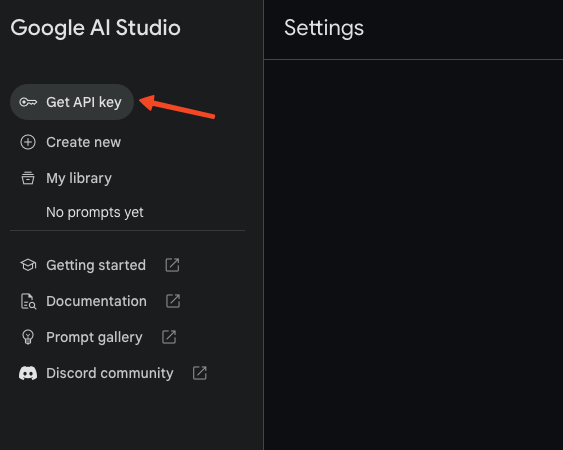 Google AI Studio
Settings
Get API key
Create new
My library
No prompts yet
Getting started
Documentation
Prompt gallery
Discord community